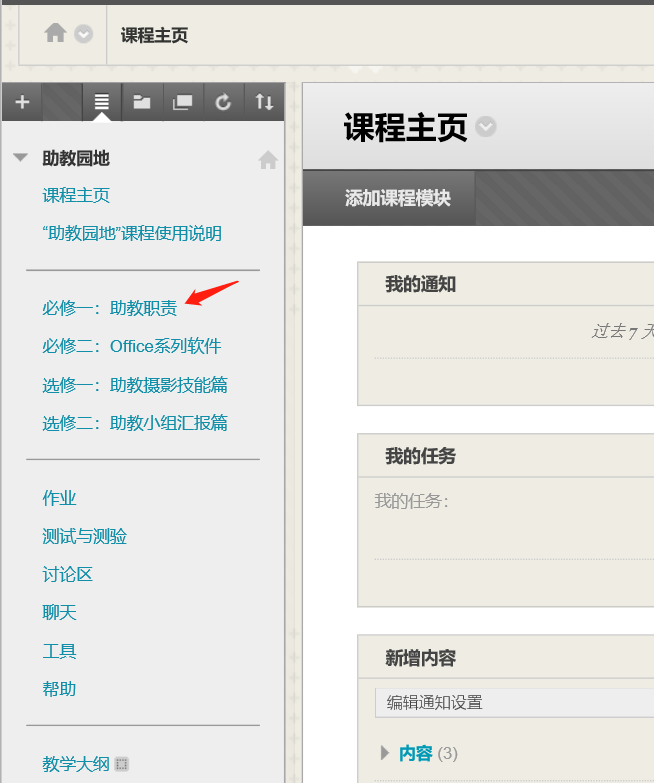 课程主页
助教园地
课程主页
“助教园地”课程使用说明
必修一：助教职责
必修二：Office系列软件
选修一：助教摄影技能篇
选修二：助教小组汇报篇
作业
测试与测验
讨论区
聊天
工具
帮助
教学大纲
课程主页
添加课程模块
我的通知
过去 7 天
我的任务
我的任务：
新增内容
编辑通知设置
内容 (3)